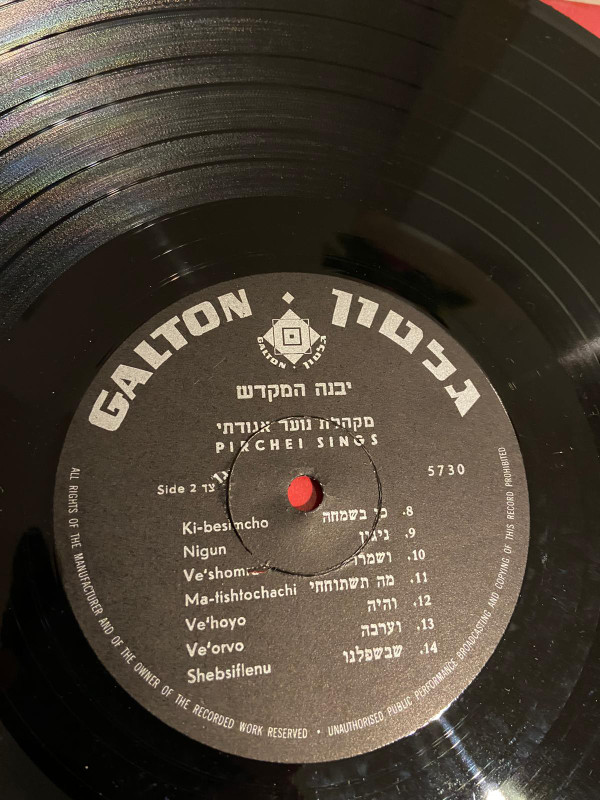 GALTON גלטון
GALTON · גלטון
יבנה המקדש
מקהלת נוער אגודתי
PIRCHEI SINGS
Side 2 צד
5730
Ki-besimcho כי בשמחה .8
Nigun ניגון .9
ושמרו .10
Ma-tishtochachi מה תשתוחחי .11
Ve'hoyo והיה .12
Ve'orvo וערבה .13
Shebsiflenu שבשפלנו .14
ALL RIGHTS OF THE MANUFACTURER AND OF THE OWNER OF THE RECORDED WORK RESERVED • UNAUTHORISED PUBLIC PERFORMANCE BROADCASTING AND COPYING OF THIS RECORD PROHIBITED